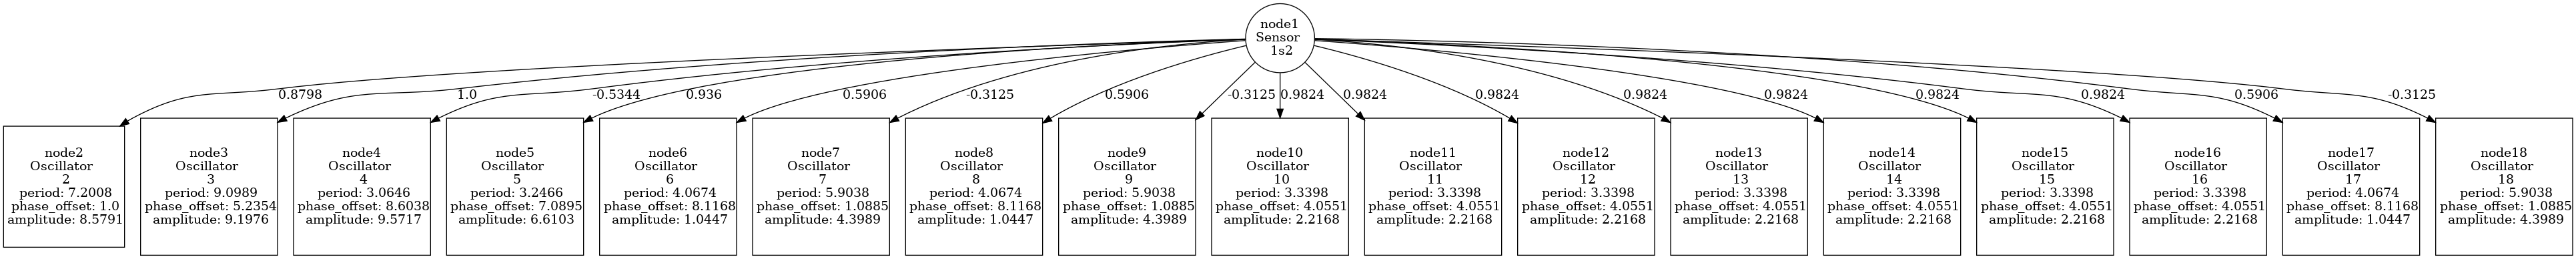 node1
Sensor
1s2
0.8798
1.0
-0.5344
0.936
0.5906
-0.3125
0.5906
-0.3125
0.9824
0.9824
0.9824
0.9824
0.9824
0.9824
0.9824
0.5906
-0.3125
node2
Oscillator
2
period: 7.2008
phase_offset: 1.0
amplitude: 8.5791
node3
Oscillator
3
period: 9.0989
phase_offset: 5.2354
amplitude: 9.1976
node4
Oscillator
4
period: 3.0646
phase_offset: 8.6038
amplitude: 9.5717
node5
Oscillator
5
period: 3.2466
phase_offset: 7.0895
amplitude: 6.6103
node6
Oscillator
6
period: 4.0674
phase_offset: 8.1168
amplitude: 1.0447
node7
Oscillator
7
period: 5.9038
phase_offset: 1.0885
amplitude: 4.3989
node8
Oscillator
8
period: 4.0674
phase_offset: 8.1168
amplitude: 1.0447
node9
Oscillator
9
period: 5.9038
phase_offset: 1.0885
amplitude: 4.3989
node10
Oscillator
10
period: 3.3398
phase_offset: 4.0551
amplitude: 2.2168
node11
Oscillator
11
period: 3.3398
phase_offset: 4.0551
amplitude: 2.2168
node12
Oscillator
12
period: 3.3398
phase_offset: 4.0551
amplitude: 2.2168
node13
Oscillator
13
period: 3.3398
phase_offset: 4.0551
amplitude: 2.2168
node14
Oscillator
14
period: 3.3398
phase_offset: 4.0551
amplitude: 2.2168
node15
Oscillator
15
period: 3.3398
phase_offset: 4.0551
amplitude: 2.2168
node16
Oscillator
16
period: 3.3398
phase_offset: 4.0551
amplitude: 2.2168
node17
Oscillator
17
period: 4.0674
phase_offset: 8.1168
amplitude: 1.0447
node18
Oscillator
18
period: 5.9038
phase_offset: 1.0885
amplitude: 4.3989